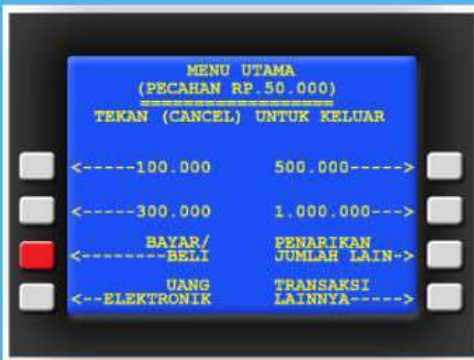 MENU UTAMA
(PECAHAN RP.50.000)
===================
TEKAN (CANCEL) UNTUK KELUAR
<-----100.000 500.000---->
<-----300.000 1.000.000--->
BAYAR/ PENARIKAN
<--------BELI JUMLAH LAIN->
UANG TRANSAKSI
<--ELEKTRONIK LAINNYA----->